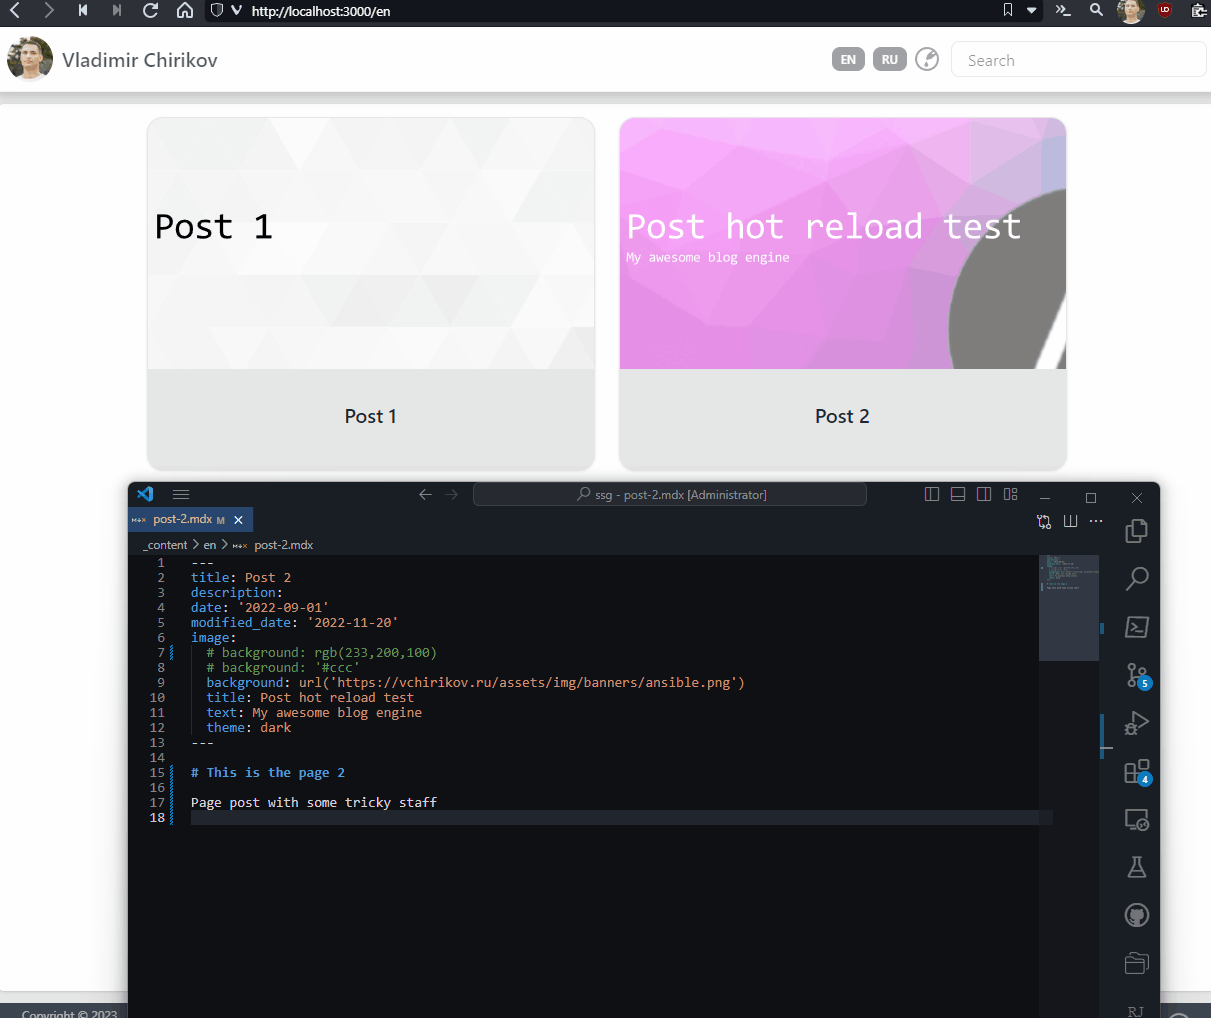 http://localhost:3000/en
Vladimir Chirikov
EN
RU
Search
Post 1
Post hot reload test
My awesome blog engine
Post 1
Post 2
ssg - post-2.mdx [Administrator]
post-2.mdx M
_content > en > post-2.mdx
1 ---
2 title: Post 2
3 description:
4 date: '2022-09-01'
5 modified_date: '2022-11-20'
6 image:
7 # background: rgb(233,200,100)
8 # background: '#ccc'
9 background: url('https://vchirikov.ru/assets/img/banners/ansible.png')
10 title: Post hot reload test
11 text: My awesome blog engine
12 theme: dark
13 ---
14
15 # This is the page 2
16
17 Page post with some tricky staff
18
5
4
RJ
Copyright © 2023